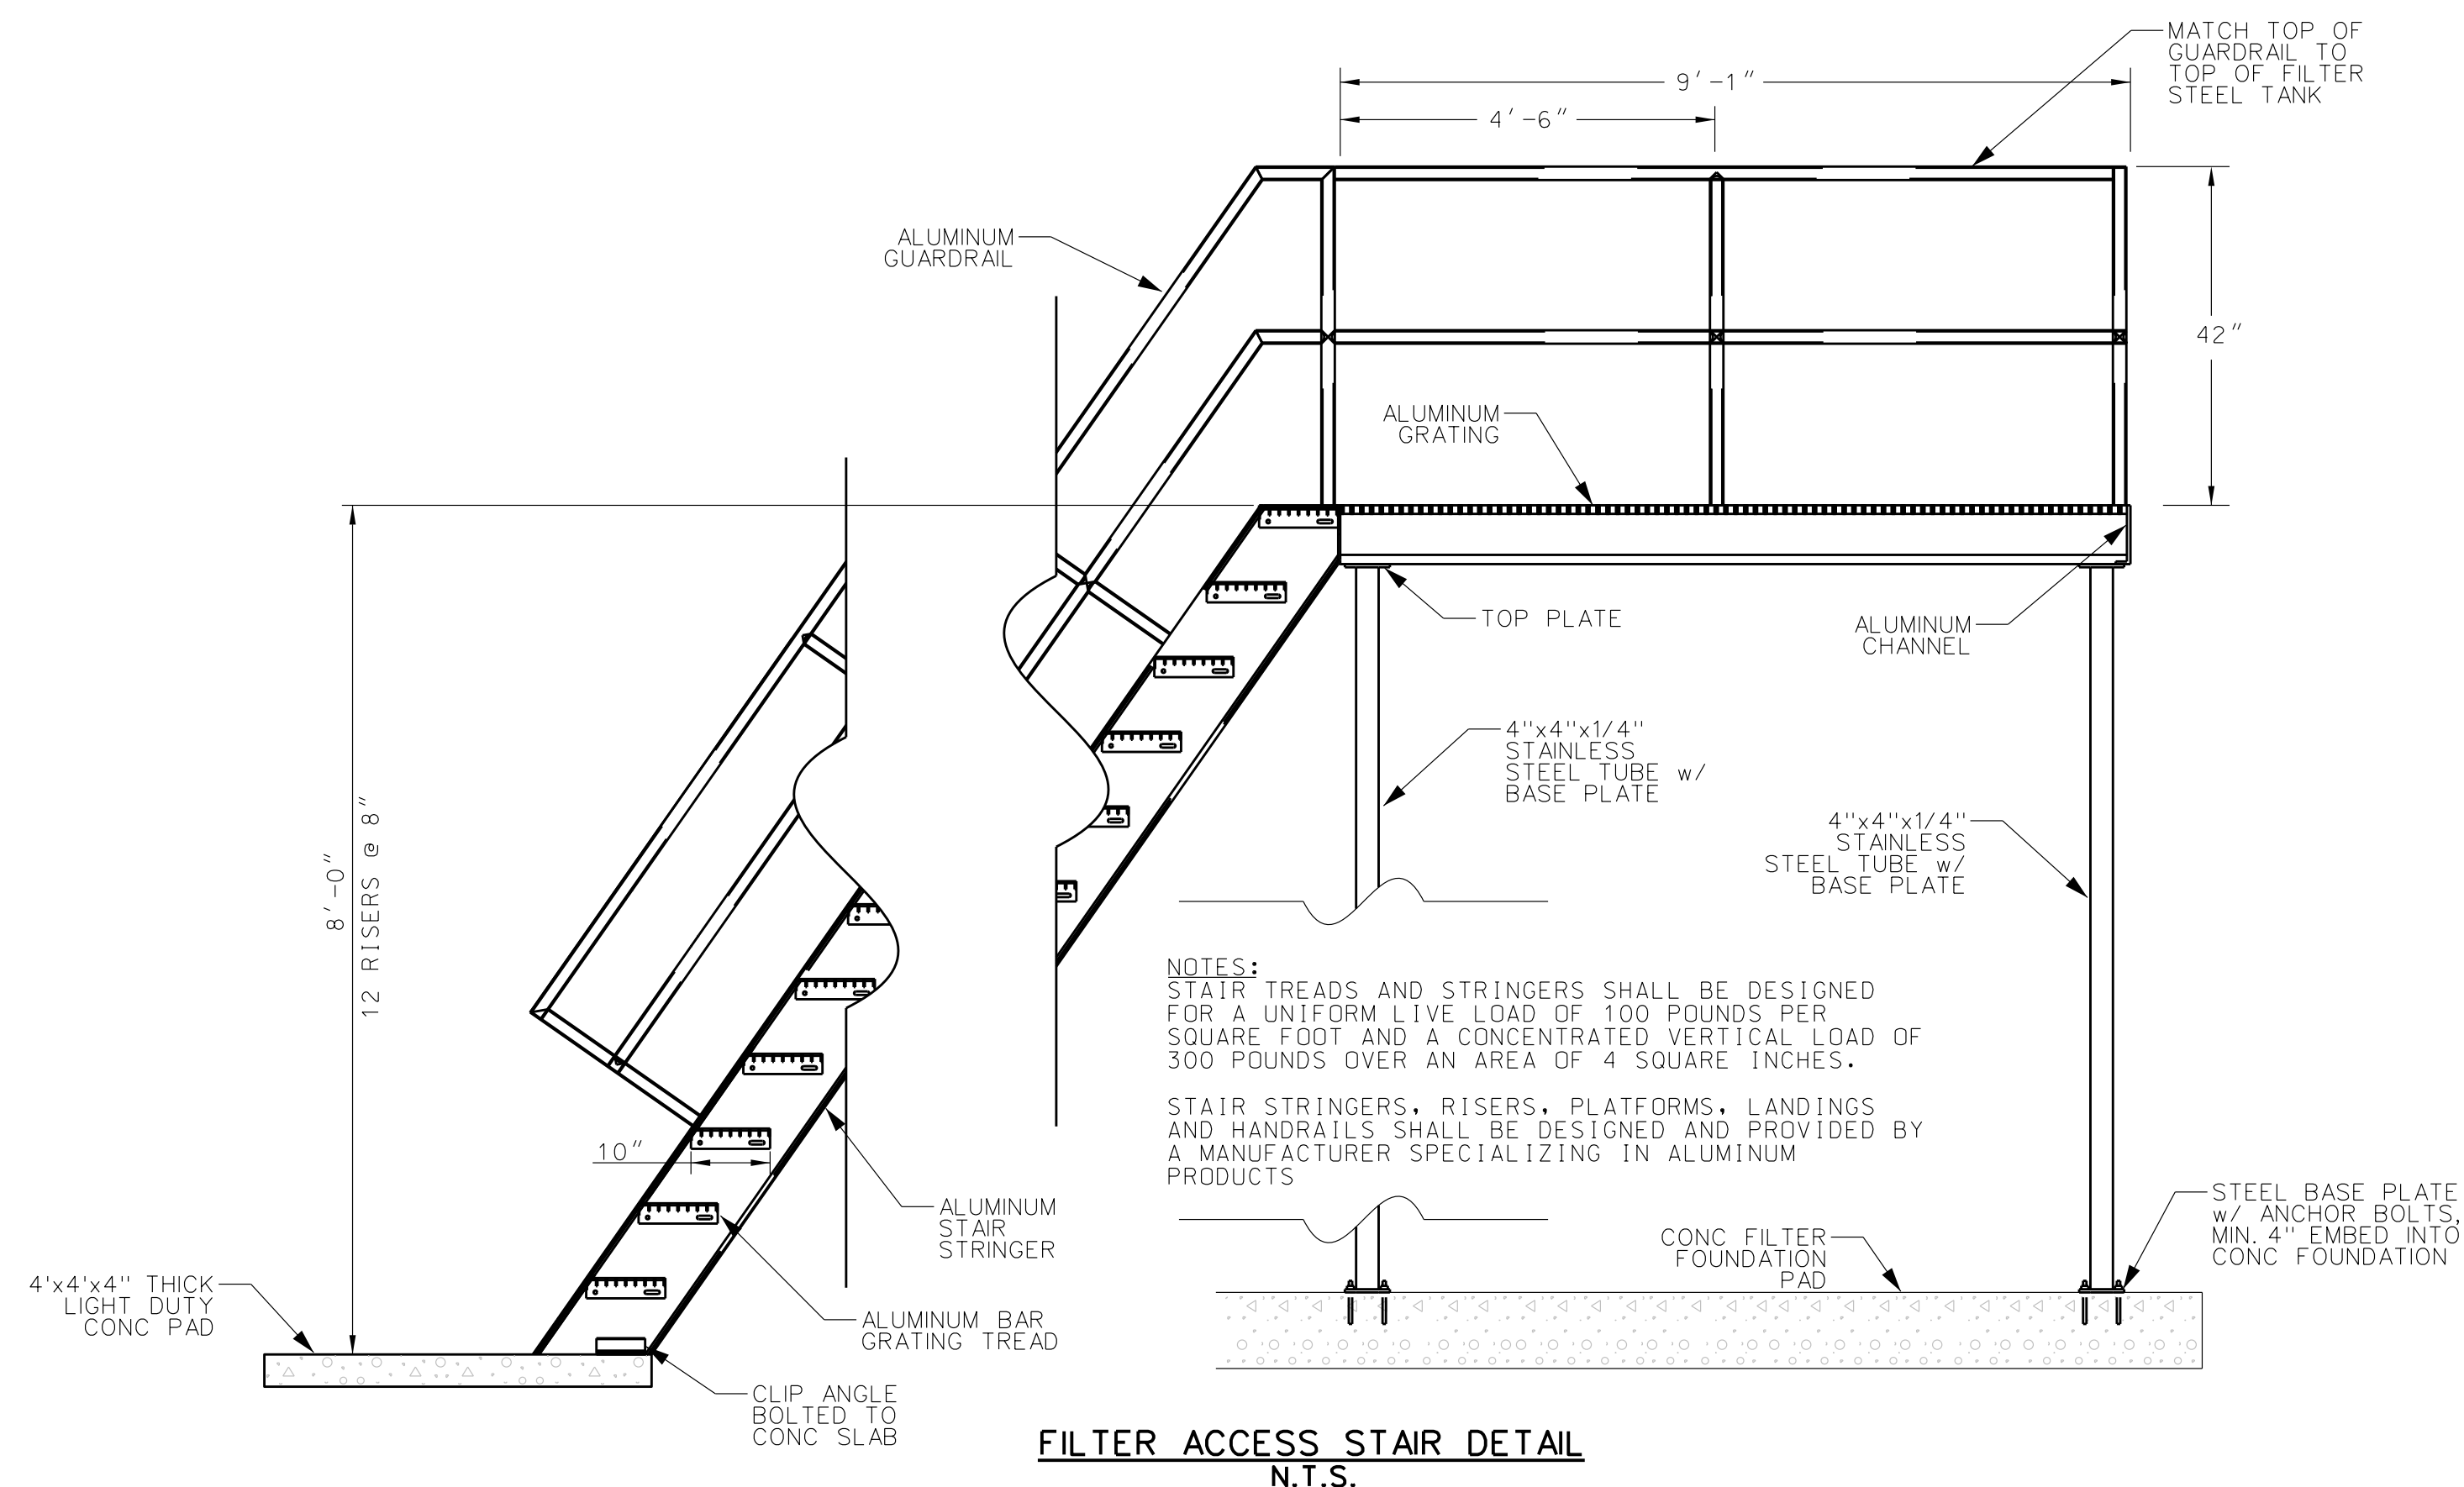 MATCH TOP OF
GUARDRAIL TO
TOP OF FILTER
STEEL TANK
9'-1"
4'-6"
ALUMINUM
GUARDRAIL
42"
ALUMINUM
GRATING
TOP PLATE
ALUMINUM
CHANNEL
4"x4"x1/4"
STAINLESS
STEEL TUBE w/
BASE PLATE
4"x4"x1/4"
STAINLESS
STEEL TUBE w/
BASE PLATE
8'-0"
12 RISERS @ 8"
NOTES:
STAIR TREADS AND STRINGERS SHALL BE DESIGNED
FOR A UNIFORM LIVE LOAD OF 100 POUNDS PER
SQUARE FOOT AND A CONCENTRATED VERTICAL LOAD OF
300 POUNDS OVER AN AREA OF 4 SQUARE INCHES.
STAIR STRINGERS, RISERS, PLATFORMS, LANDINGS
AND HANDRAILS SHALL BE DESIGNED AND PROVIDED BY
A MANUFACTURER SPECIALIZING IN ALUMINUM
PRODUCTS
10"
ALUMINUM
STAIR
STRINGER
STEEL BASE PLATE
w/ ANCHOR BOLTS,
MIN. 4" EMBED INTO
CONC FOUNDATION
CONC FILTER
FOUNDATION
PAD
4'x4'x4" THICK
LIGHT DUTY
CONC PAD
ALUMINUM BAR
GRATING TREAD
CLIP ANGLE
BOLTED TO
CONC SLAB
FILTER ACCESS STAIR DETAIL
N.T.S.